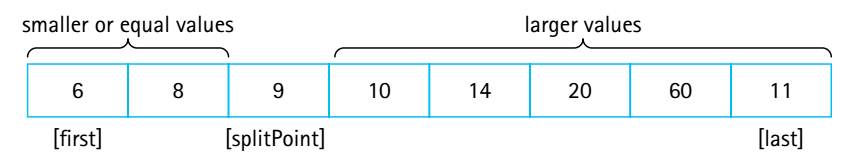 smaller or equal values larger values
6 8 9 10 14 20 60 11
[first] [splitPoint] [last]